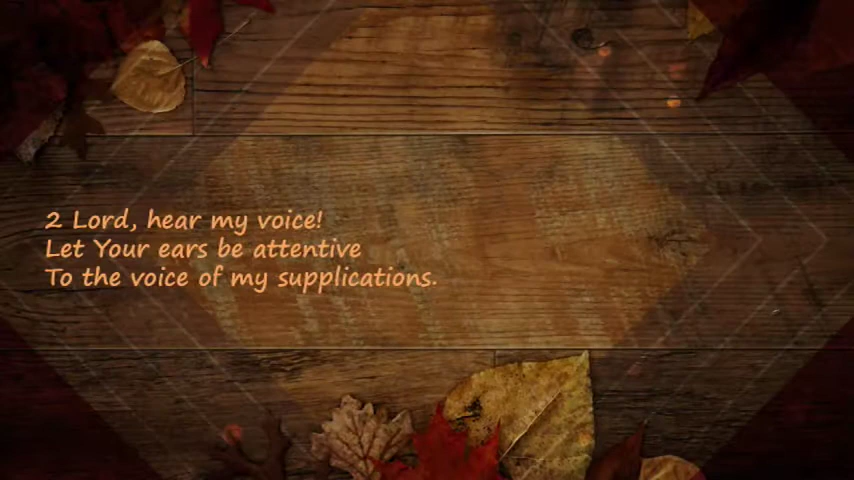 2 Lord, hear my voice!
Let Your ears be attentive
To the voice of my supplications.